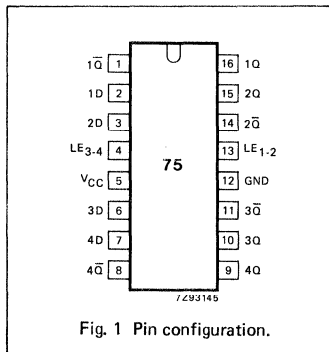 1Q̅ 1 16 1Q
1D 2 15 2Q
2D 3 14 2Q̅
LE3-4 4 13 LE1-2
75
VCC 5 12 GND
3D 6 11 3Q̅
4D 7 10 3Q
4Q̅ 8 9 4Q
7Z93145
Fig. 1 Pin configuration.